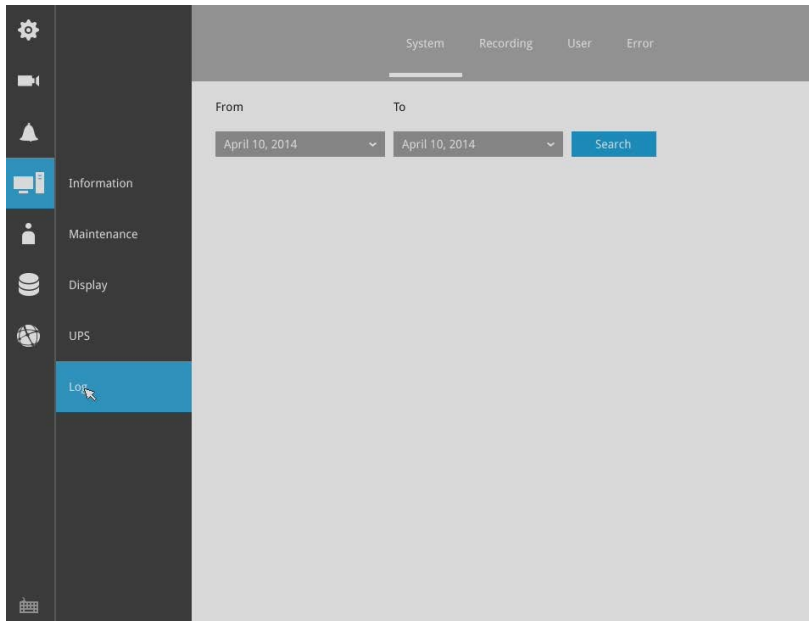 System Recording User Error
From To
April 10, 2014 April 10, 2014 Search
Information
Maintenance
Display
UPS
Log